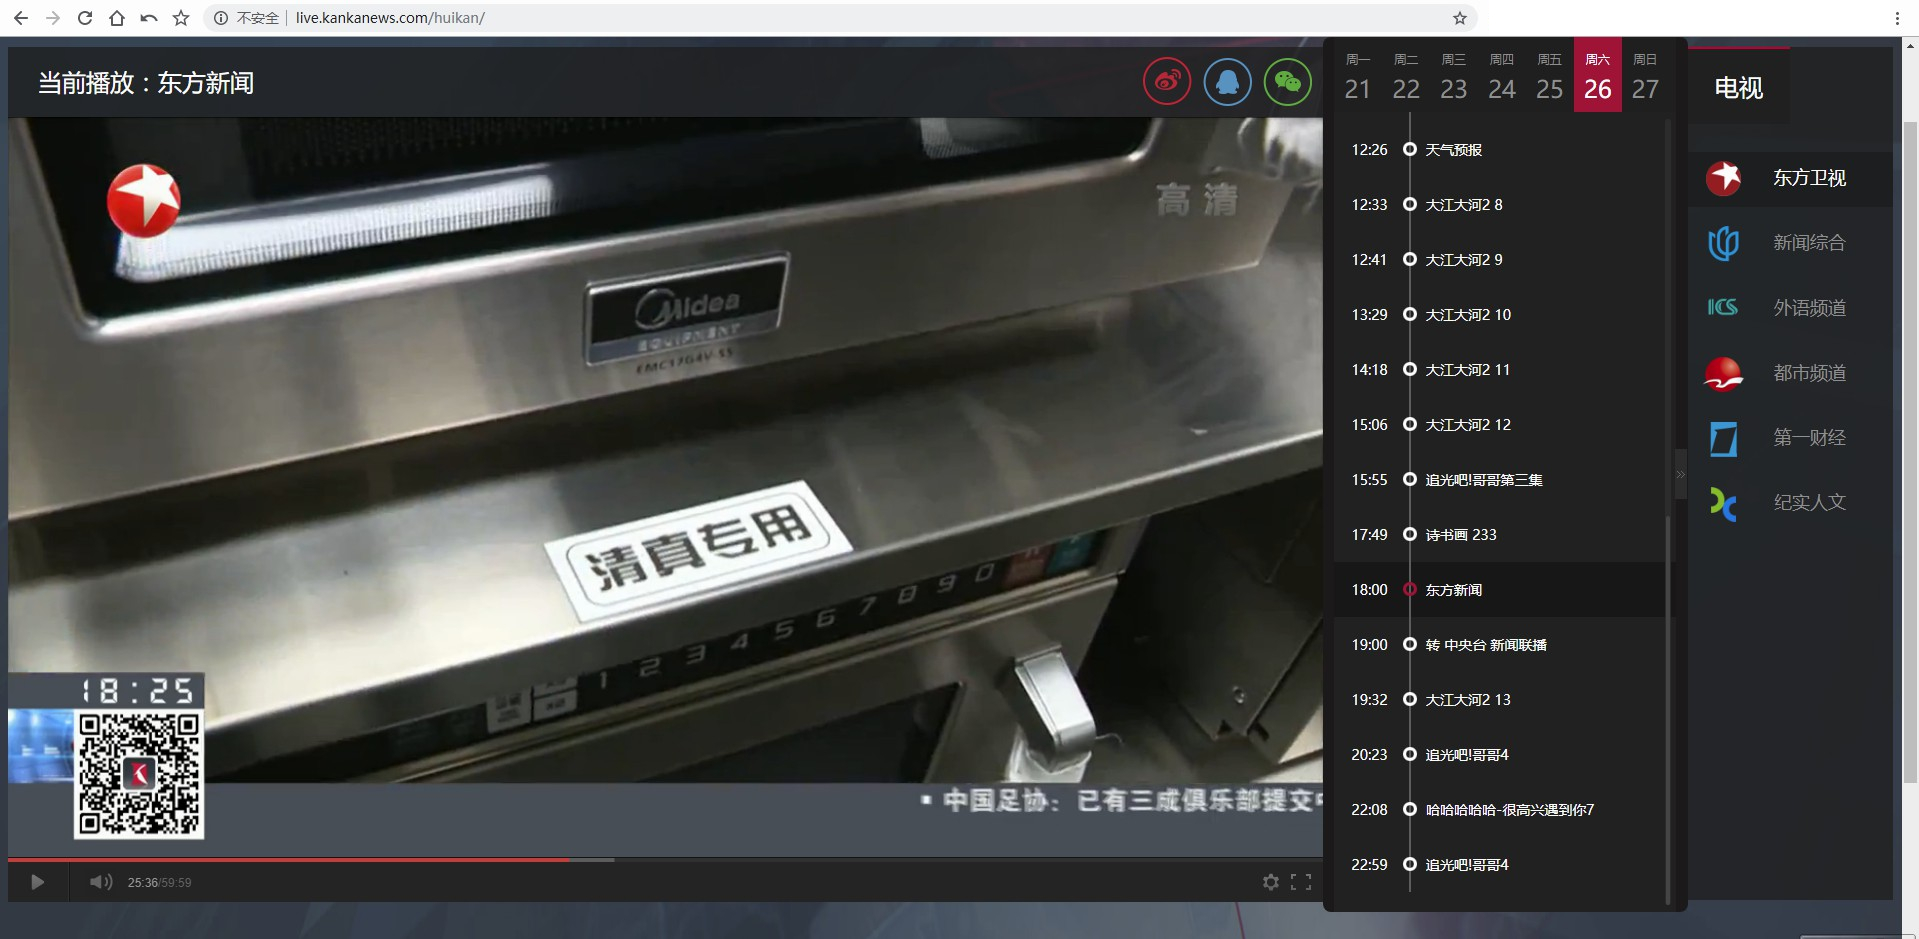 不安全 live.kankanews.com/huikan/
当前播放：东方新闻
高清
Midea
EQUIPMENT
清真专用
1 2 3 4 5 6 7 8 9 0
18:25
▪ 中国足协：已有三成俱乐部提交
25:36/59:59
周一 周二 周三 周四 周五 周六 周日
21 22 23 24 25 26 27
12:26 天气预报
12:33 大江大河2 8
12:41 大江大河2 9
13:29 大江大河2 10
14:18 大江大河2 11
15:06 大江大河2 12
15:55 追光吧!哥哥第三集
17:49 诗书画 233
18:00 东方新闻
19:00 转 中央台 新闻联播
19:32 大江大河2 13
20:23 追光吧!哥哥4
22:08 哈哈哈哈哈-很高兴遇到你7
22:59 追光吧!哥哥4
»
电视
东方卫视
新闻综合
ICS 外语频道
都市频道
第一财经
纪实人文